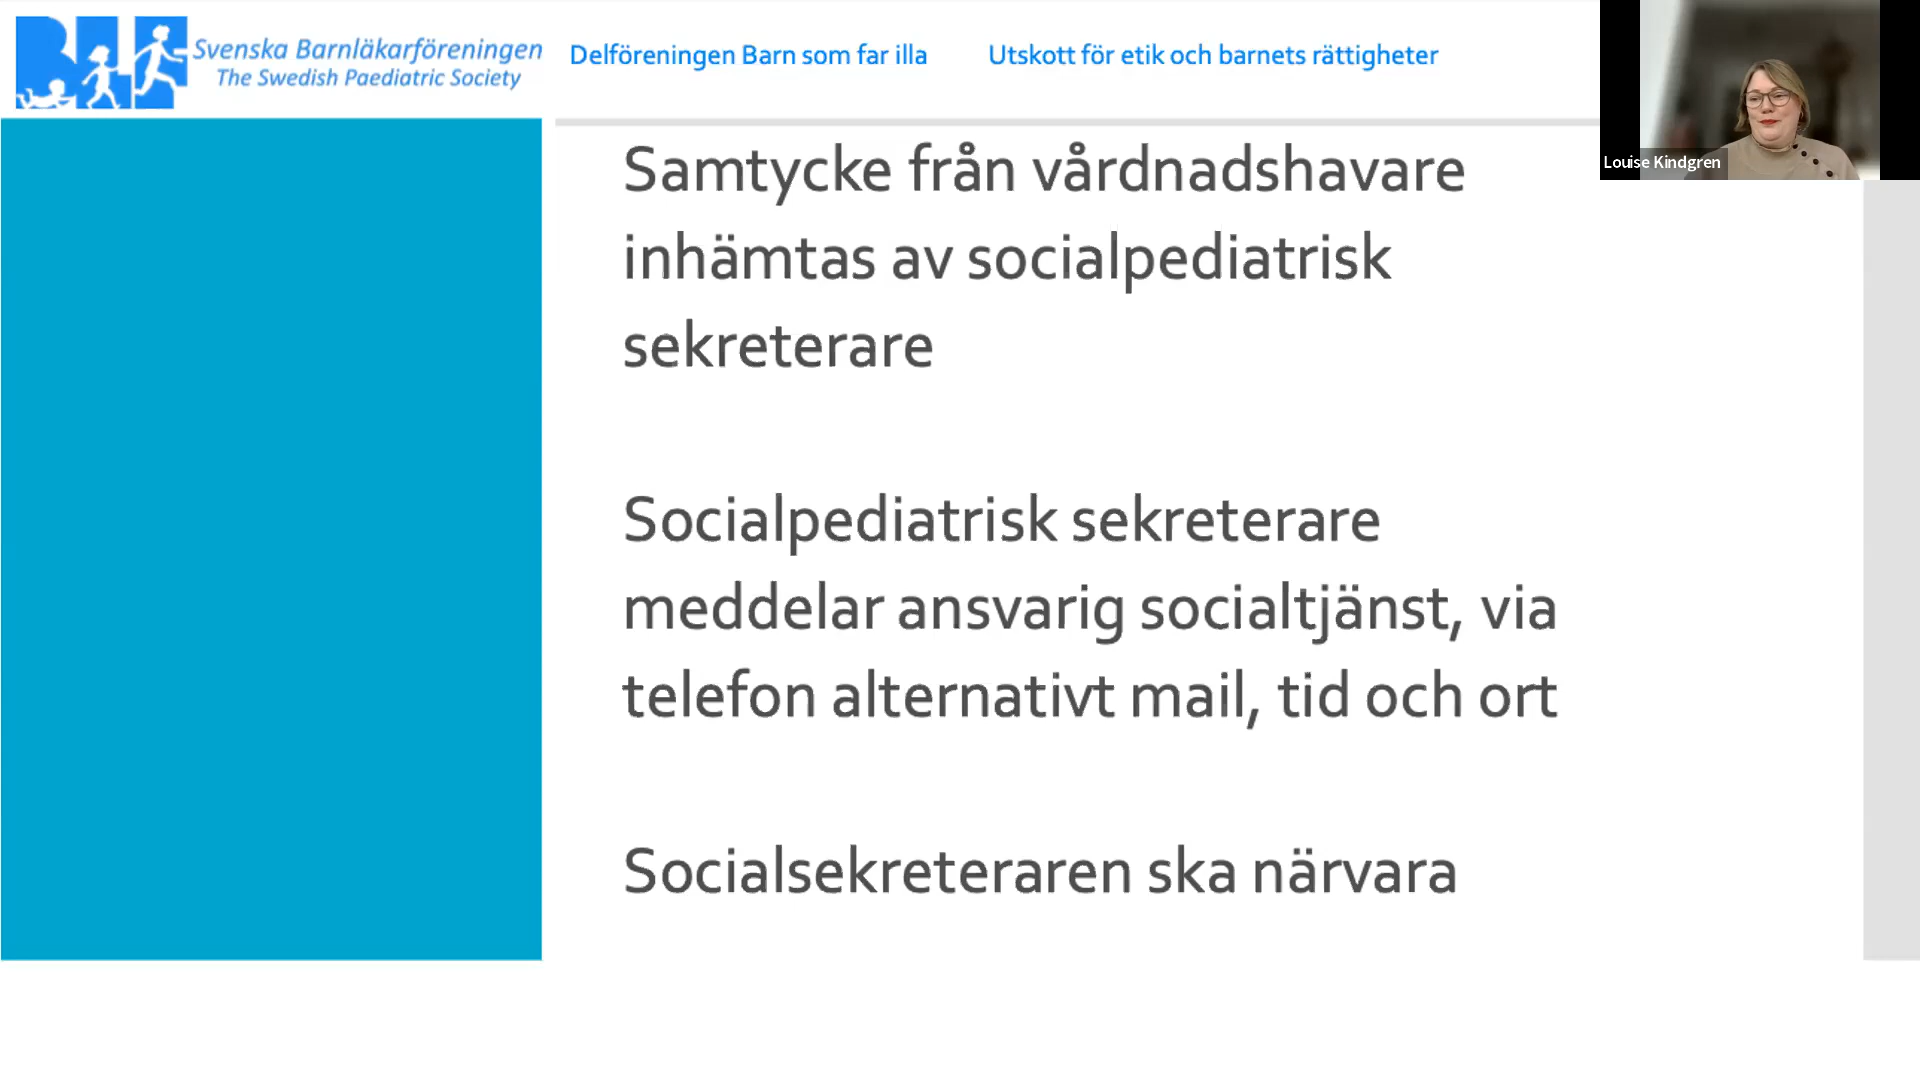 Svenska Barnläkarföreningen
The Swedish Paediatric Society
Delföreningen Barn som far illa
Utskott för etik och barnets rättigheter
Louise Kindgren
Samtycke från vårdnadshavare
inhämtas av socialpediatrisk
sekreterare
Socialpediatrisk sekreterare
meddelar ansvarig socialtjänst, via
telefon alternativt mail, tid och ort
Socialsekreteraren ska närvara